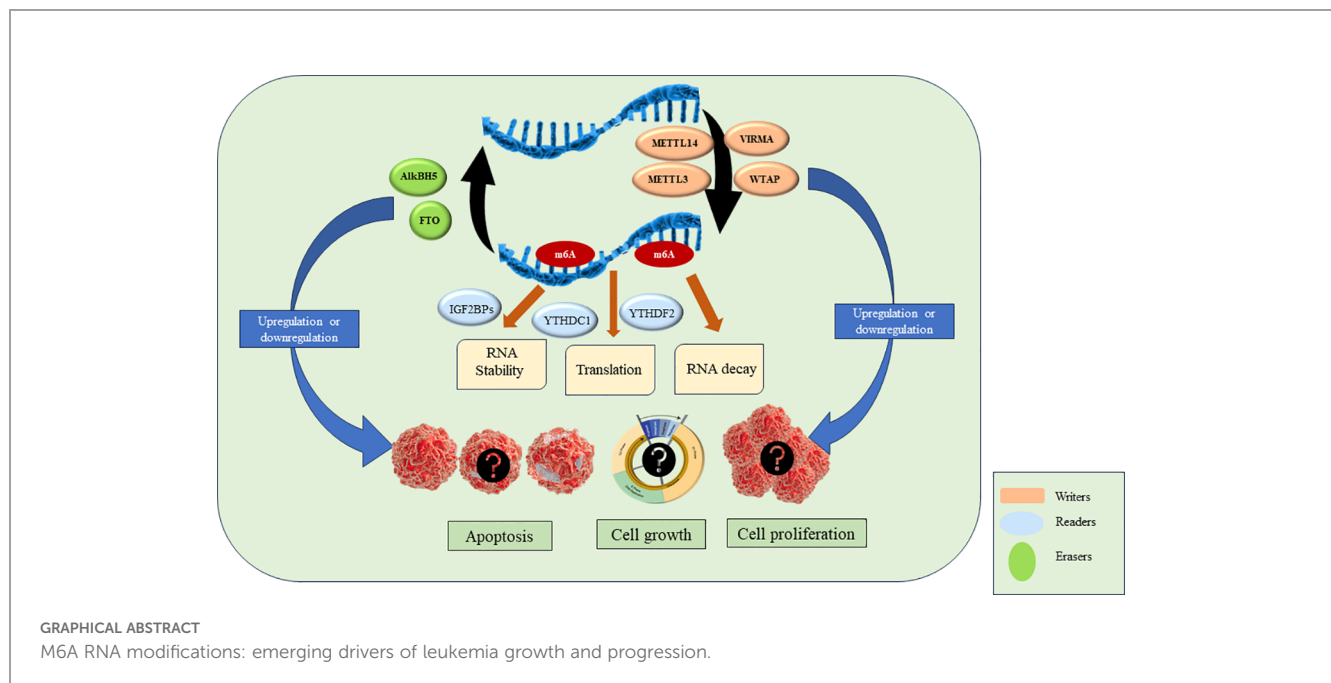 METTL14
VIRMA
METTL3
WTAP
AlkBH5
FTO
m6A
m6A
IGF2BPs
YTHDC1
YTHDF2
Upregulation or
downregulation
Upregulation or
downregulation
RNA
Stability
Translation
RNA decay
?
?
?
Apoptosis
Cell growth
Cell proliferation
Writers
Readers
Erasers
GRAPHICAL ABSTRACT
M6A RNA modifications: emerging drivers of leukemia growth and progression.